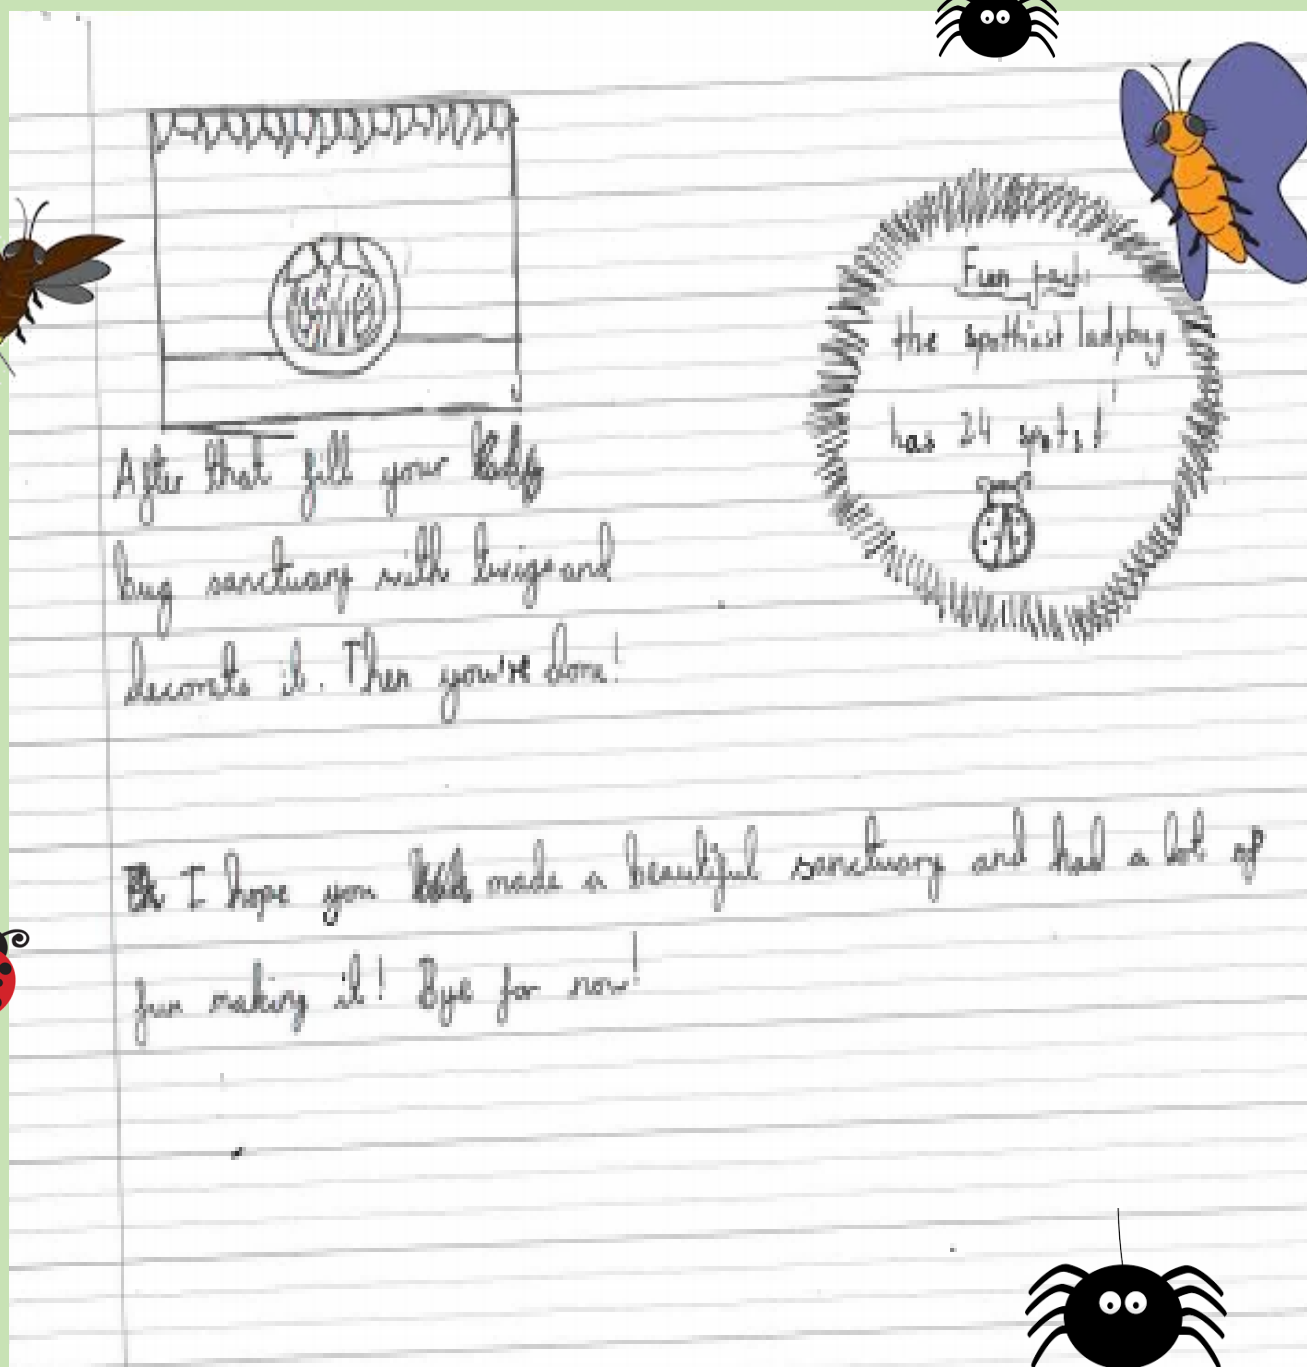 Fun fact:
the spottiest ladybug
has 24 spots!
After that fill your
bug sanctuary with twigs and
decorate it. Then you're done!
I hope you made a beautiful sanctuary and had a lot of
fun making it! Bye for now!